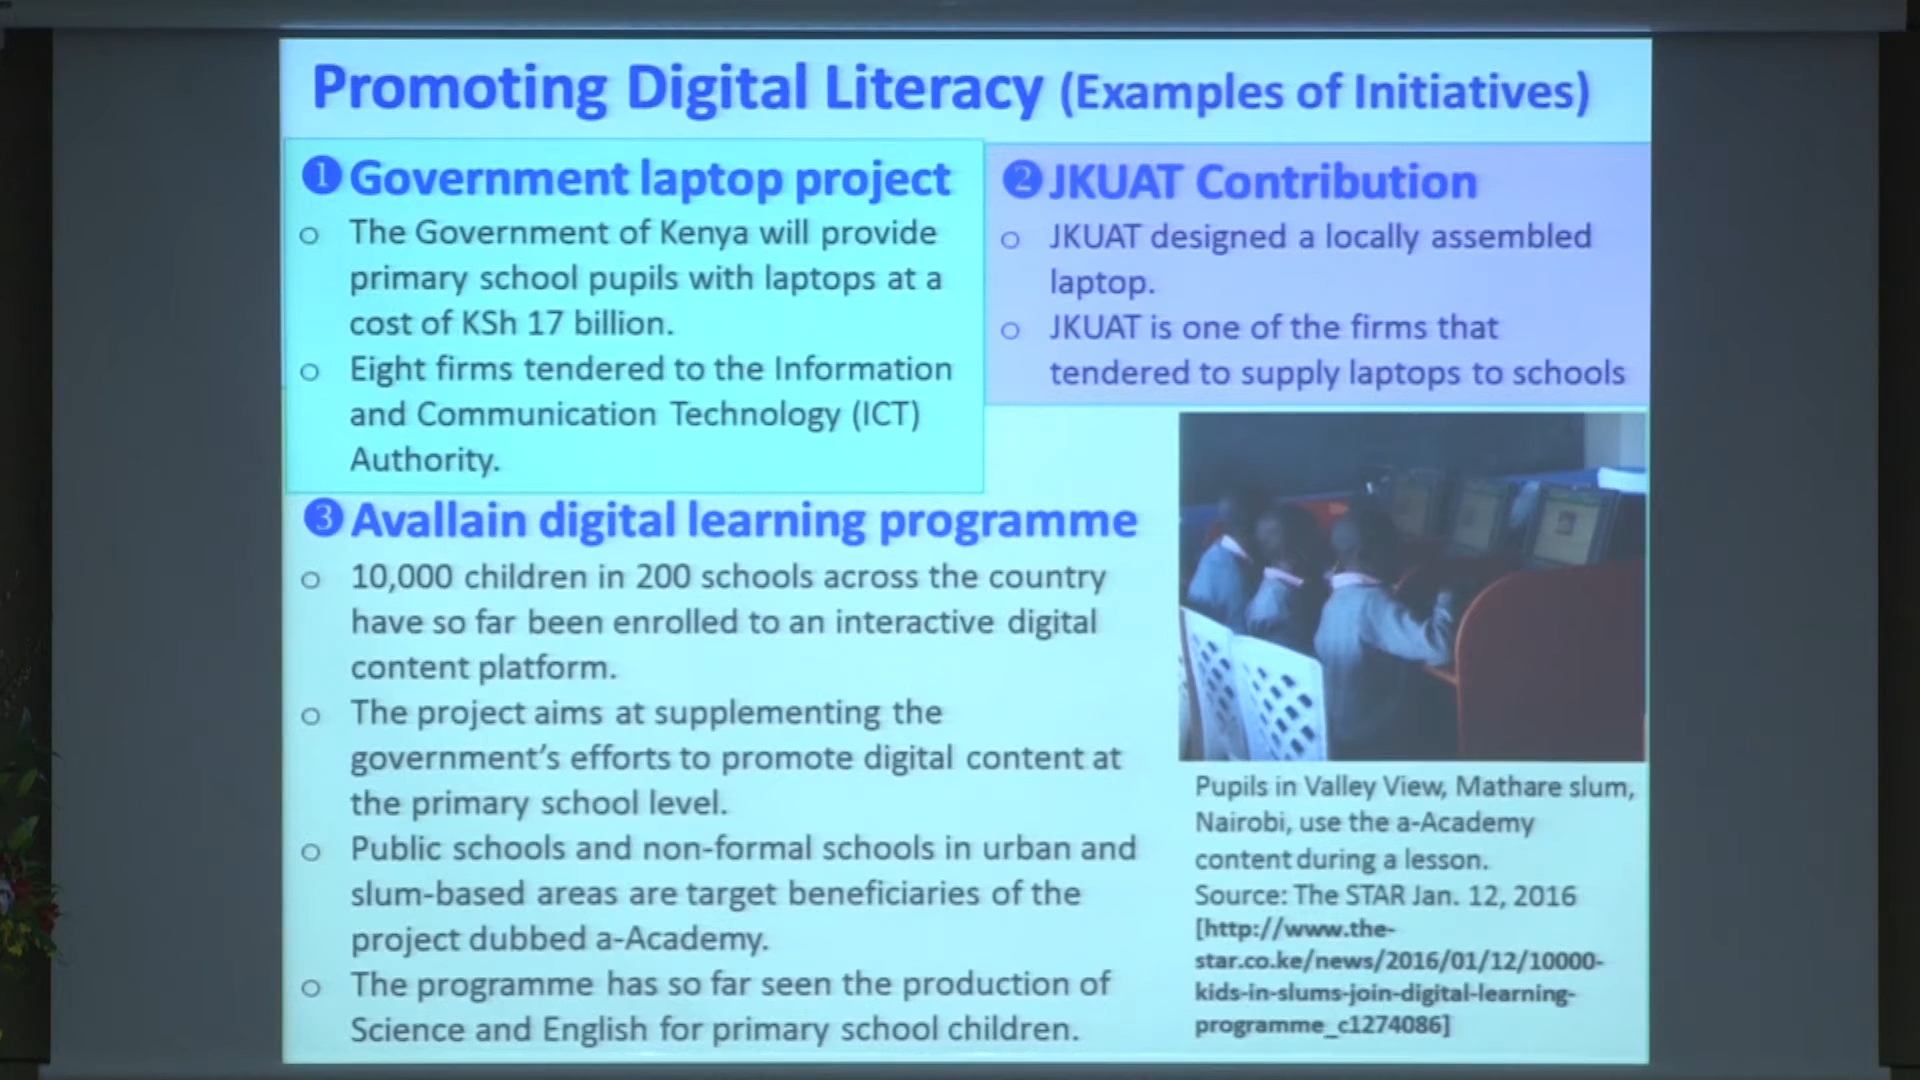 Promoting Digital Literacy (Examples of Initiatives)
❶ Government laptop project
o The Government of Kenya will provide
primary school pupils with laptops at a
cost of KSh 17 billion.
o Eight firms tendered to the Information
and Communication Technology (ICT)
Authority.
❷ JKUAT Contribution
o JKUAT designed a locally assembled
laptop.
o JKUAT is one of the firms that
tendered to supply laptops to schools
❸ Avallain digital learning programme
o 10,000 children in 200 schools across the country
have so far been enrolled to an interactive digital
content platform.
o The project aims at supplementing the
government's efforts to promote digital content at
the primary school level.
o Public schools and non-formal schools in urban and
slum-based areas are target beneficiaries of the
project dubbed a-Academy.
o The programme has so far seen the production of
Science and English for primary school children.
Pupils in Valley View, Mathare slum,
Nairobi, use the a-Academy
content during a lesson.
Source: The STAR Jan. 12, 2016
[http://www.the-
star.co.ke/news/2016/01/12/10000-
kids-in-slums-join-digital-learning-
programme_c1274086]